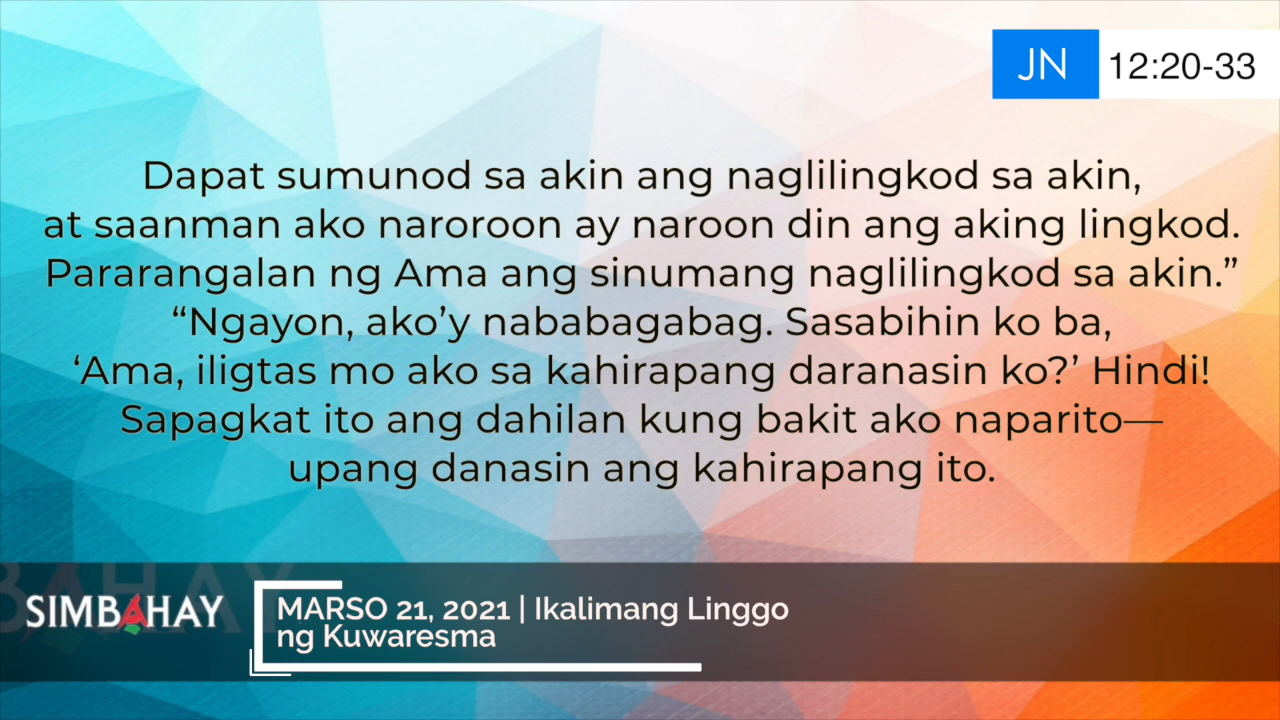 JN 12:20-33
Dapat sumunod sa akin ang naglilingkod sa akin,
at saanman ako naroroon ay naroon din ang aking lingkod.
Pararangalan ng Ama ang sinumang naglilingkod sa akin.”
“Ngayon, ako’y nababagabag. Sasabihin ko ba,
‘Ama, iligtas mo ako sa kahirapang daranasin ko?’ Hindi!
Sapagkat ito ang dahilan kung bakit ako naparito—
upang danasin ang kahirapang ito.
SIMBAHAY
MARSO 21, 2021 | Ikalimang Linggo
ng Kuwaresma